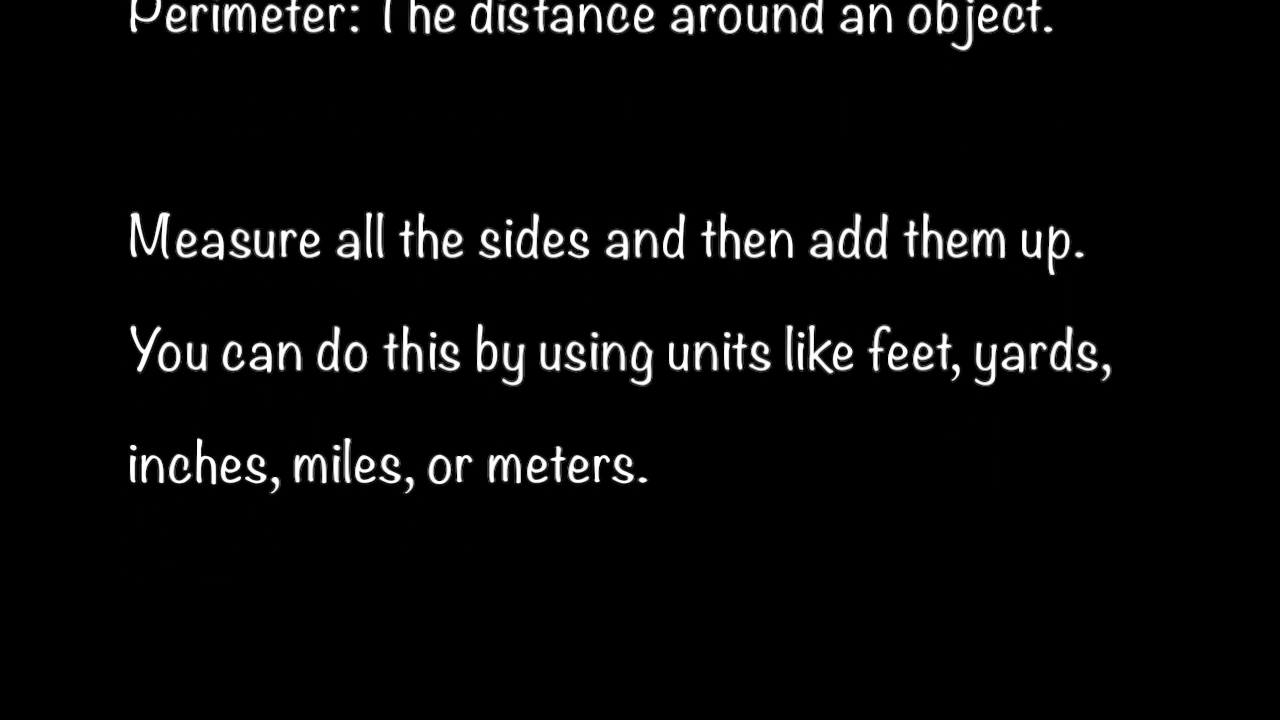 Perimeter: The distance around an object.
Measure all the sides and then add them up.
You can do this by using units like feet, yards,
inches, miles, or meters.